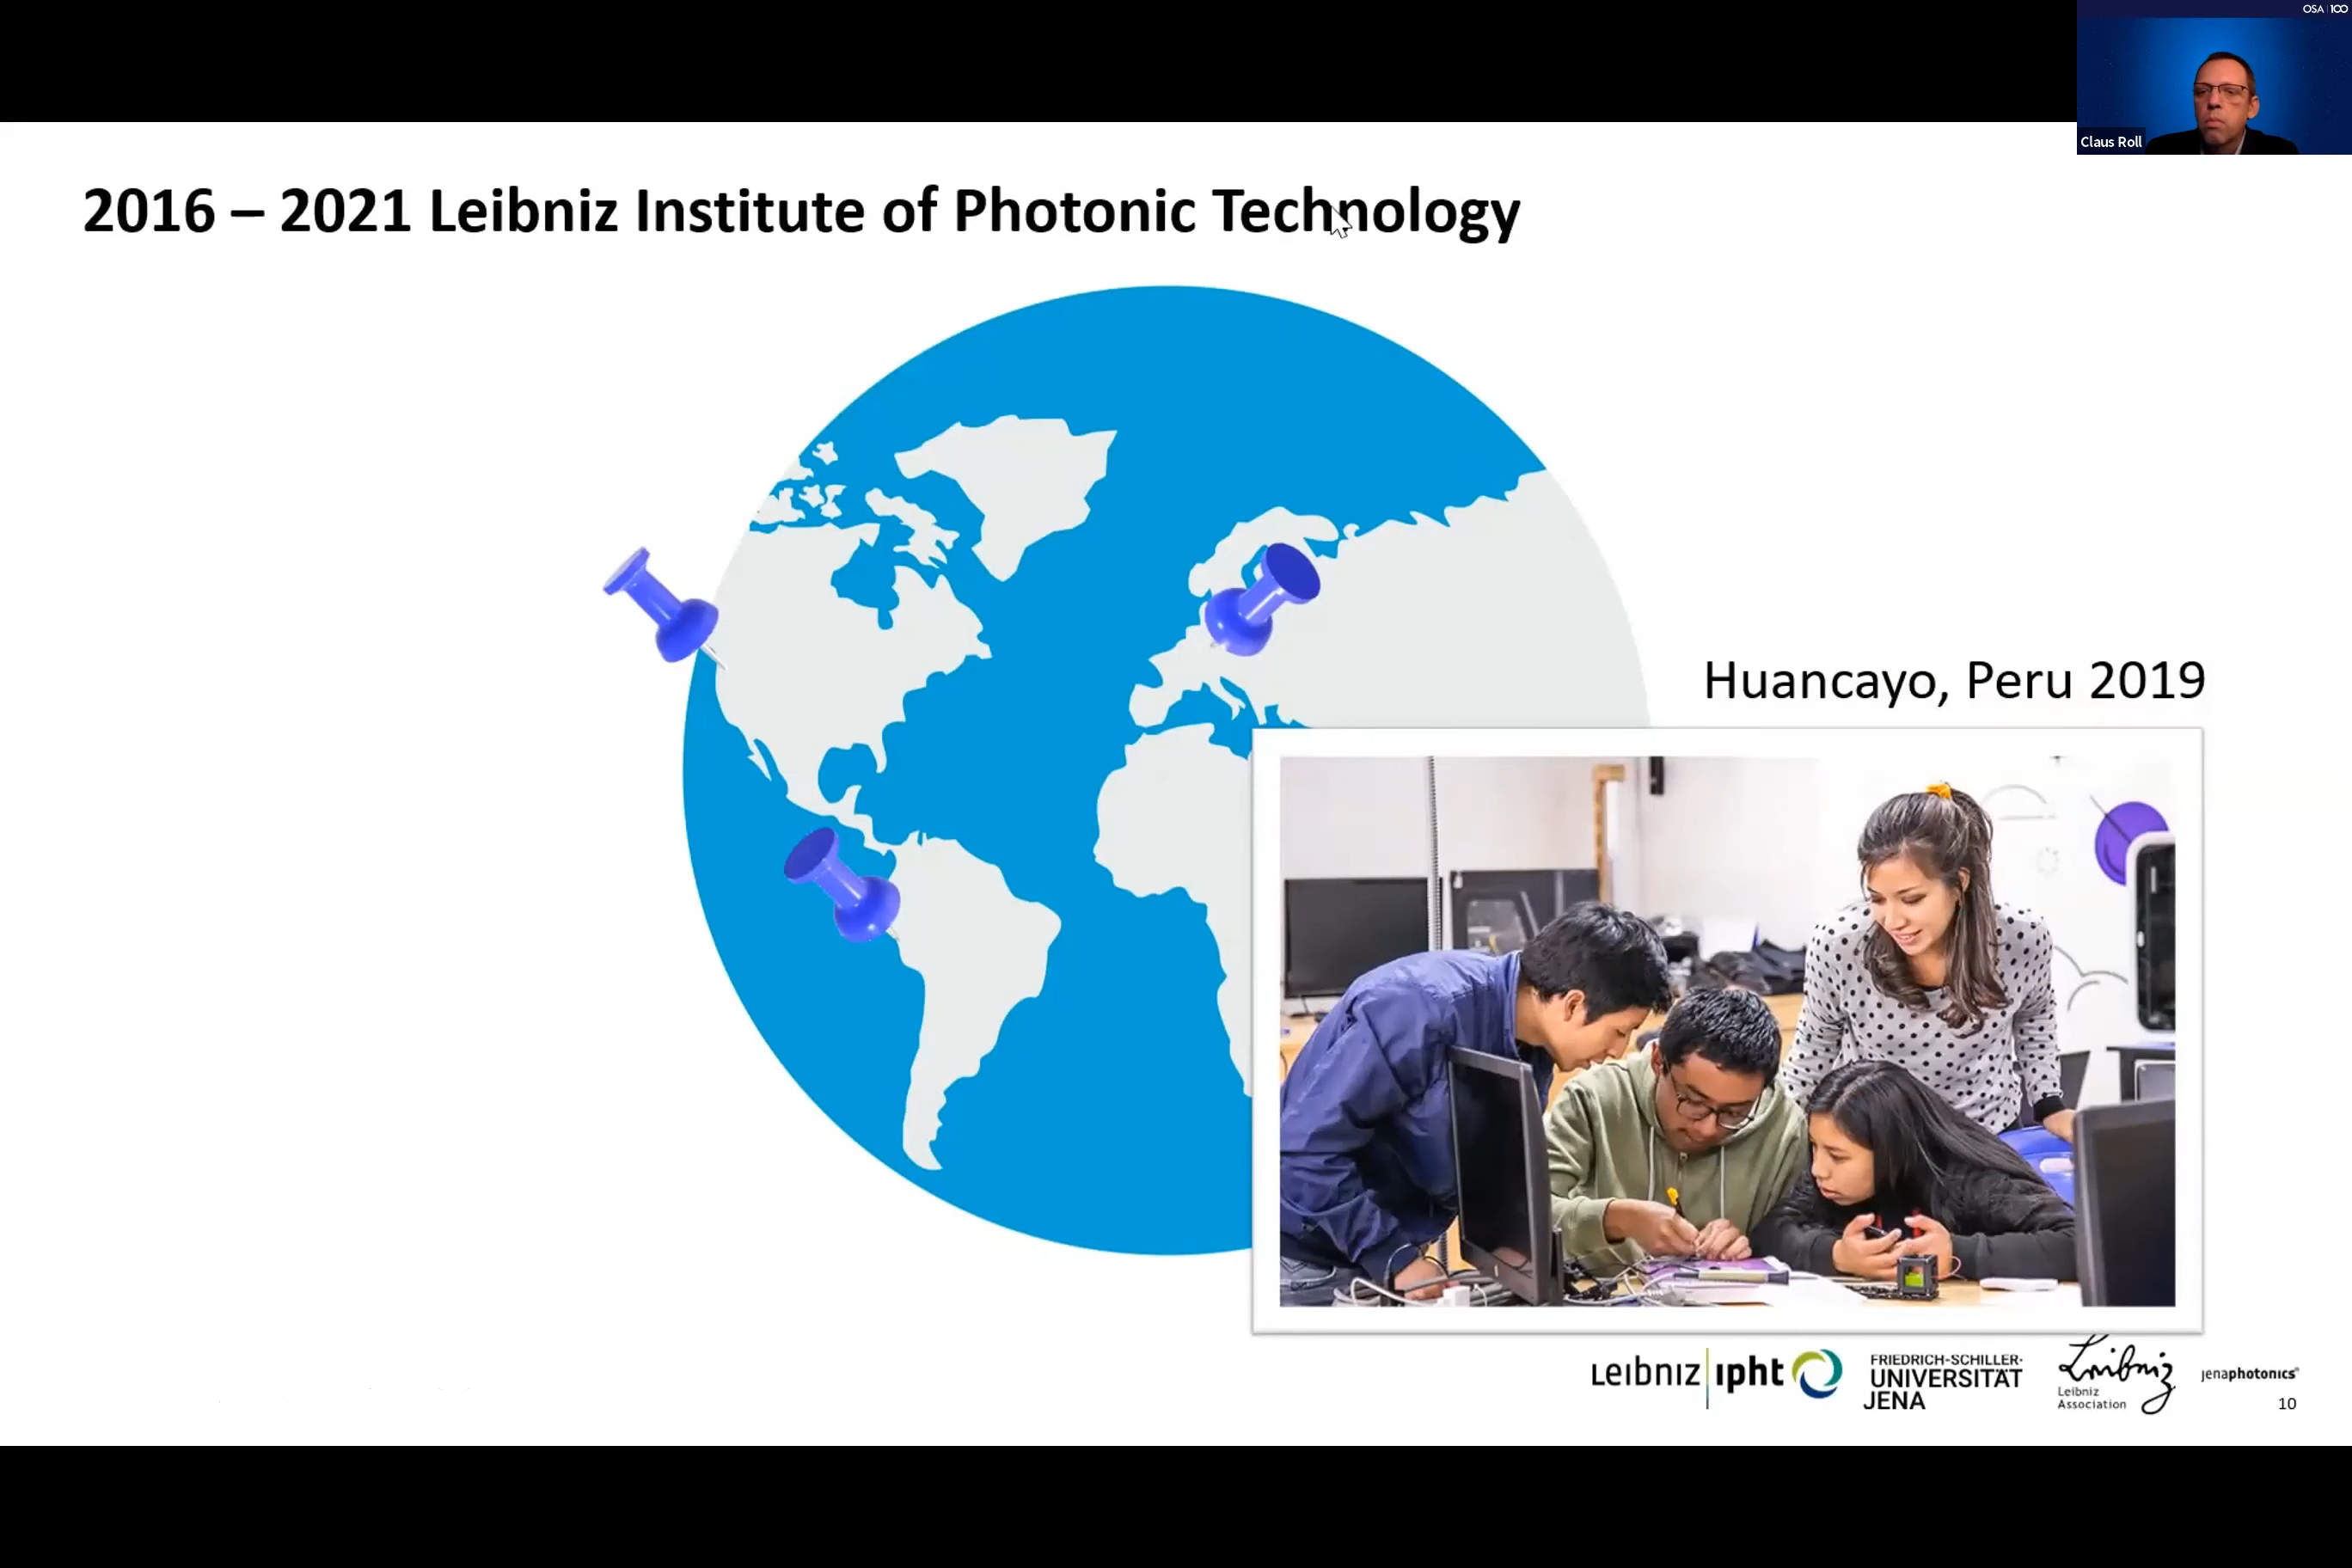 OSA 100
Claus Roll
2016 – 2021 Leibniz Institute of Photonic Technology
Huancayo, Peru 2019
Leibniz ipht
FRIEDRICH-SCHILLER-
UNIVERSITÄT
JENA
Leibniz
Leibniz
Association
jenaphotonics
10